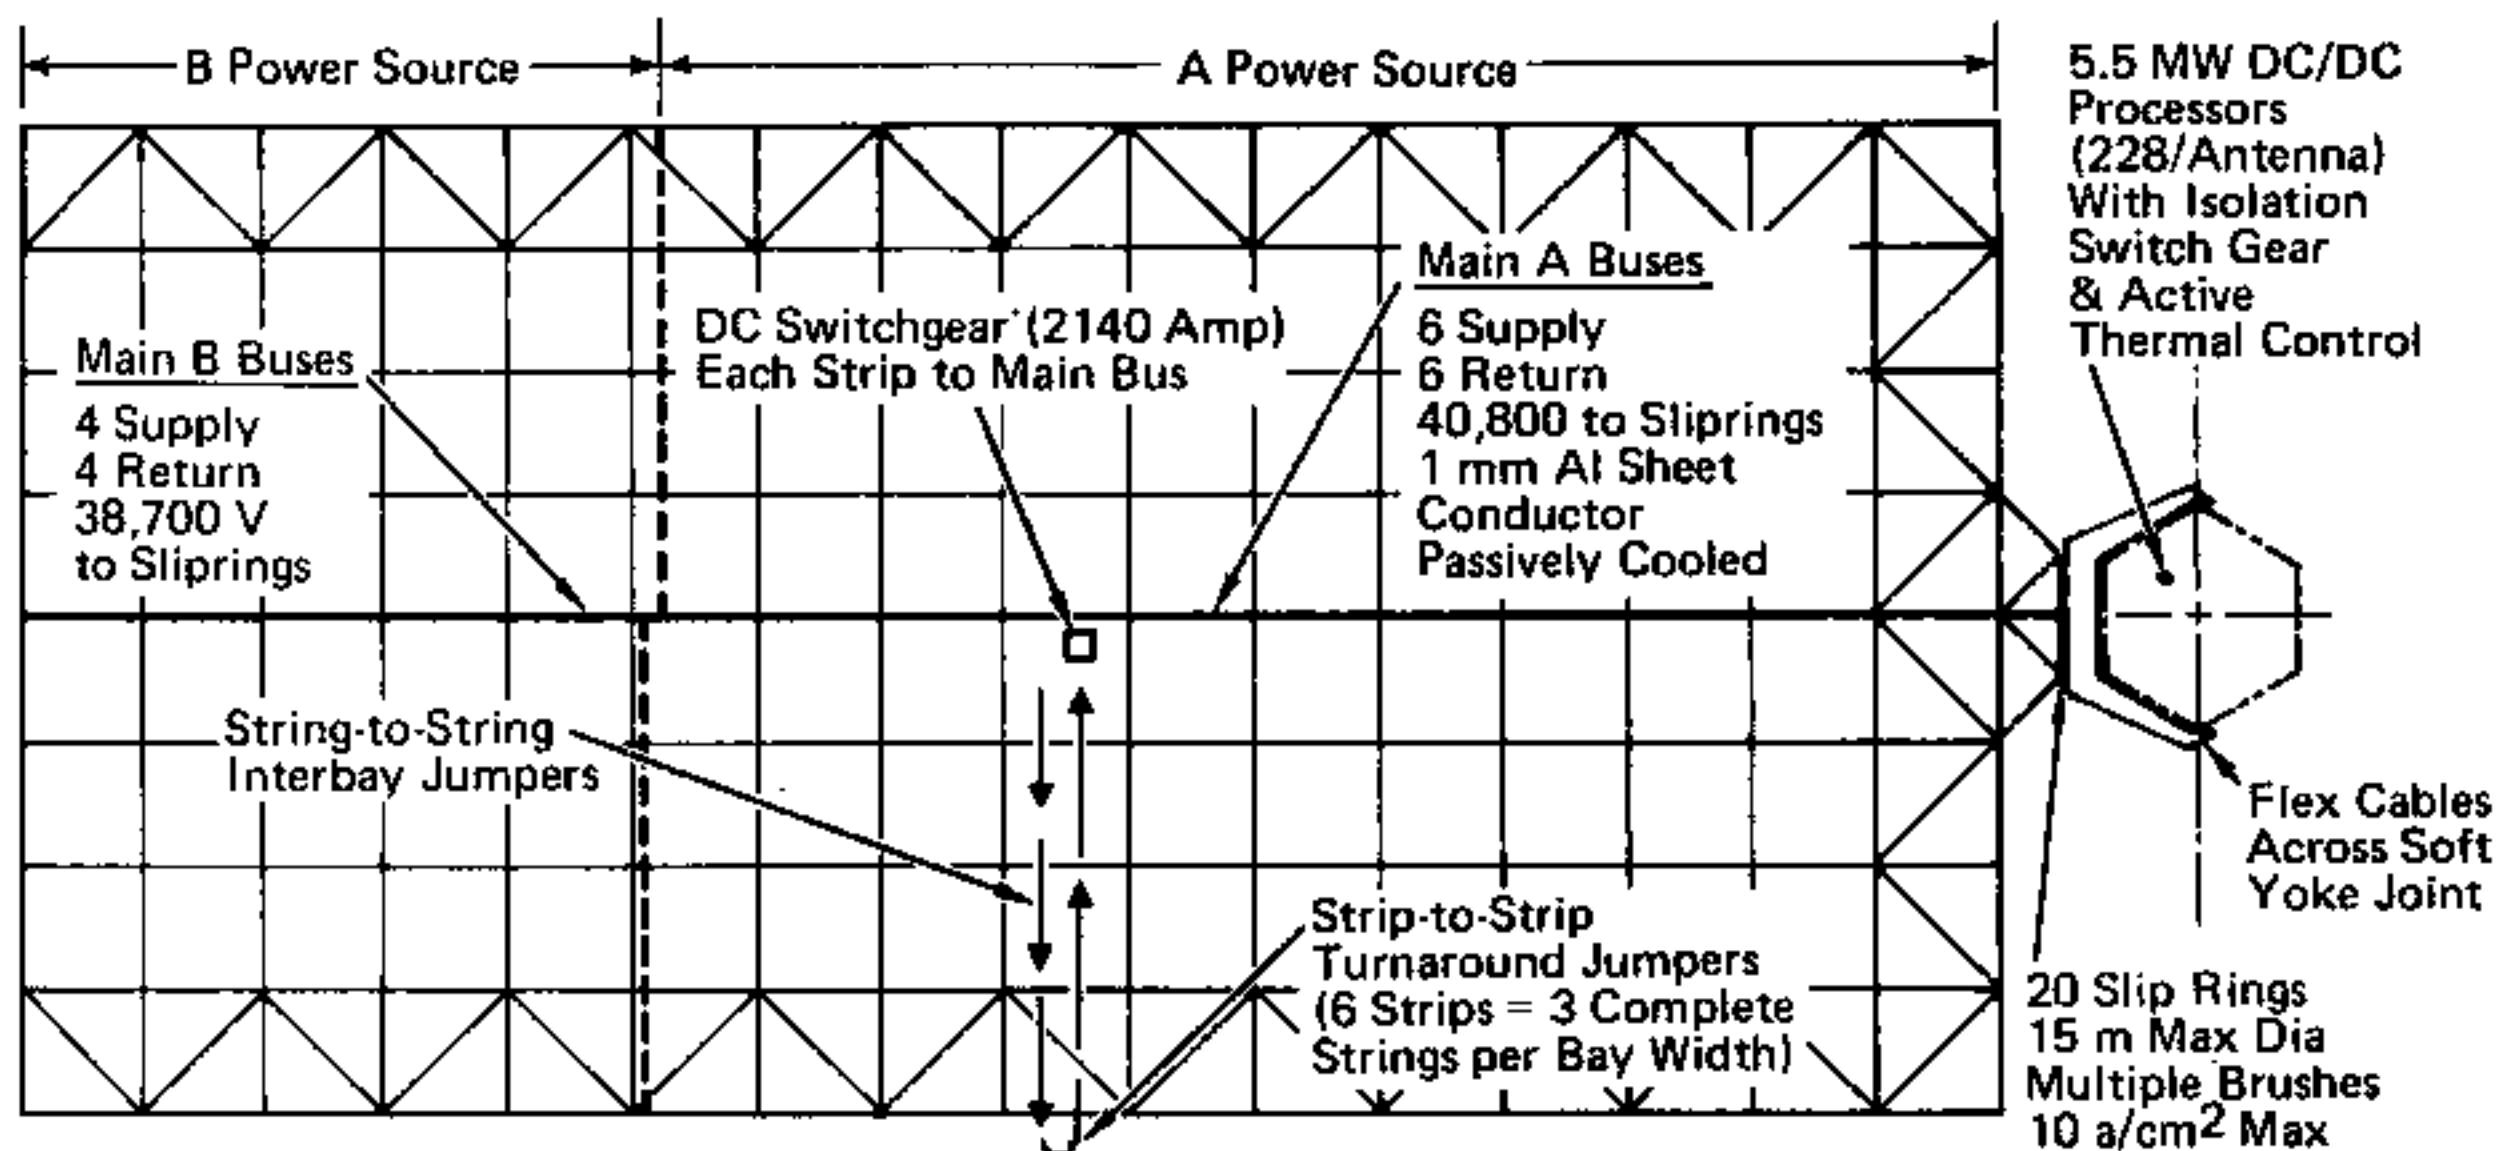 B Power Source
A Power Source
5.5 MW DC/DC
Processors
(228/Antenna)
With Isolation
Switch Gear
& Active
Thermal Control
Main A Buses
6 Supply
6 Return
40,800 to Sliprings
1 mm Al Sheet
Conductor
Passively Cooled
DC Switchgear (2140 Amp)
Each Strip to Main Bus
Main B Buses
4 Supply
4 Return
38,700 V
to Sliprings
String-to-String
Interbay Jumpers
Flex Cables
Across Soft
Yoke Joint
Strip-to-Strip
Turnaround Jumpers
(6 Strips = 3 Complete
Strings per Bay Width)
20 Slip Rings
15 m Max Dia
Multiple Brushes
10 a/cm2 Max